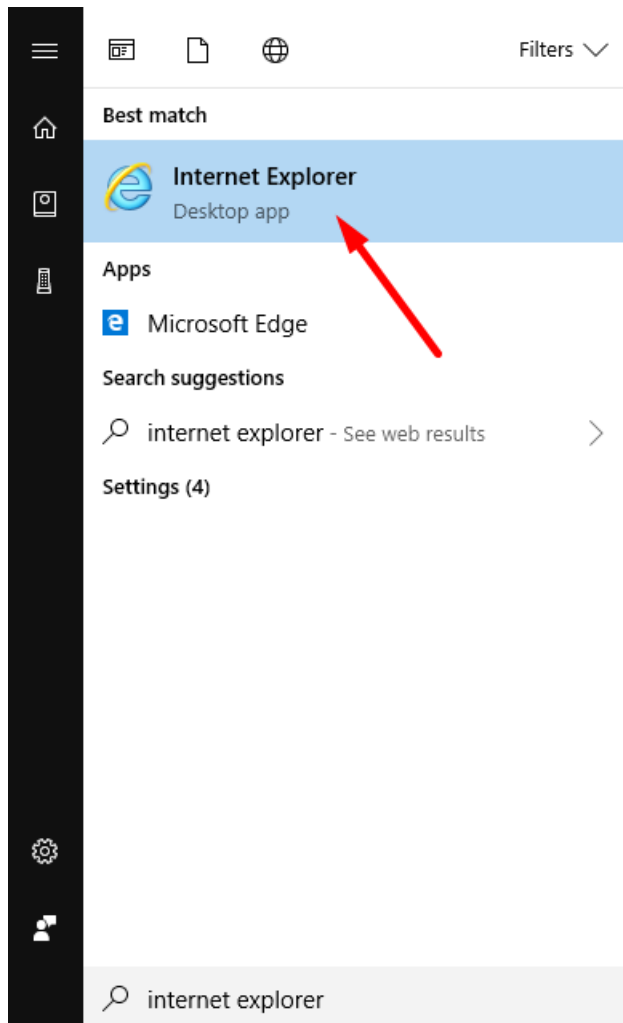 Filters
Best match
Internet Explorer
Desktop app
Apps
Microsoft Edge
Search suggestions
internet explorer - See web results
Settings (4)
internet explorer